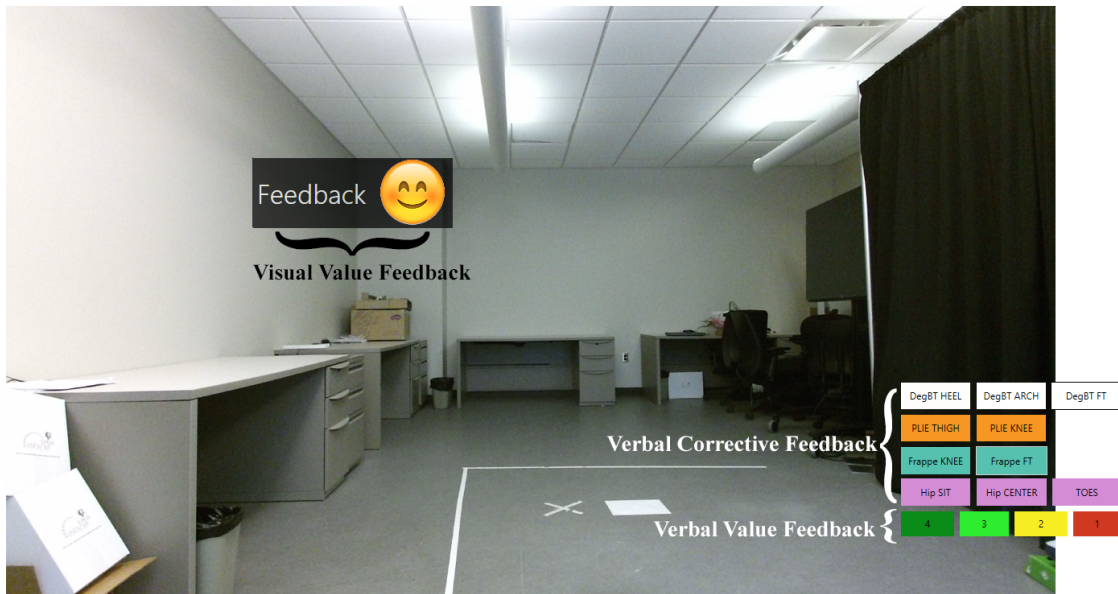 Feedback
Visual Value Feedback
DegBT HEEL DegBT ARCH DegBT FT
PLIE THIGH PLIE KNEE
Verbal Corrective Feedback
Frappe KNEE Frappe FT
Hip SIT Hip CENTER TOES
Verbal Value Feedback
4 3 2 1